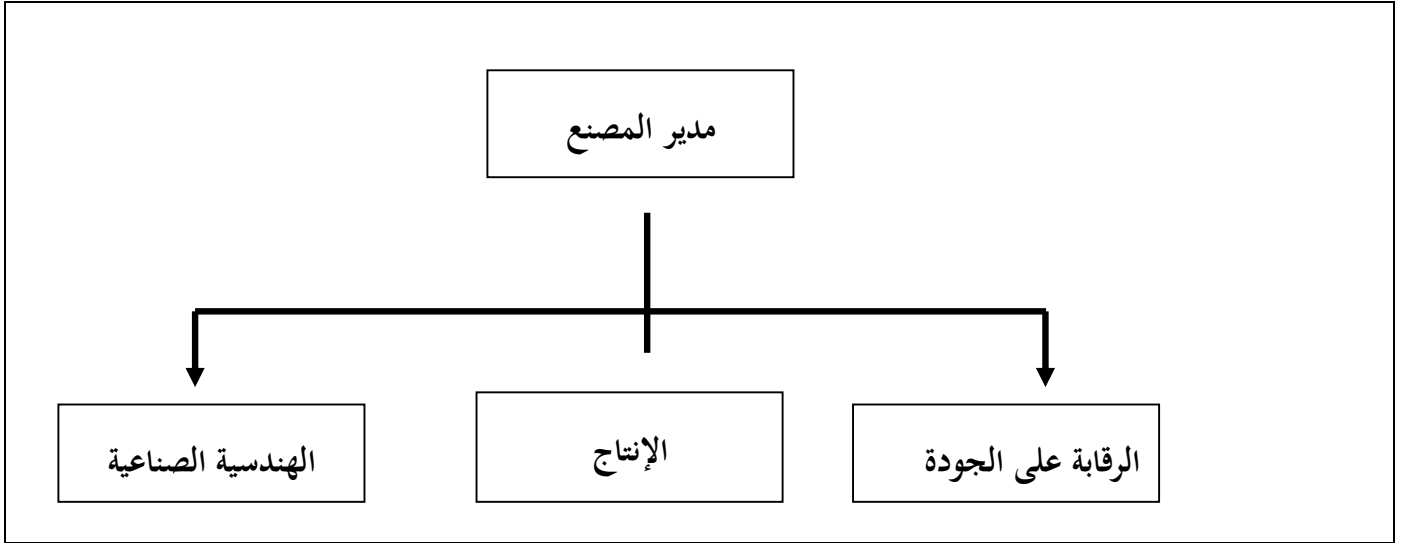 مدير المصنع
الرقابة على الجودة
الإنتاج
الهندسية الصناعية